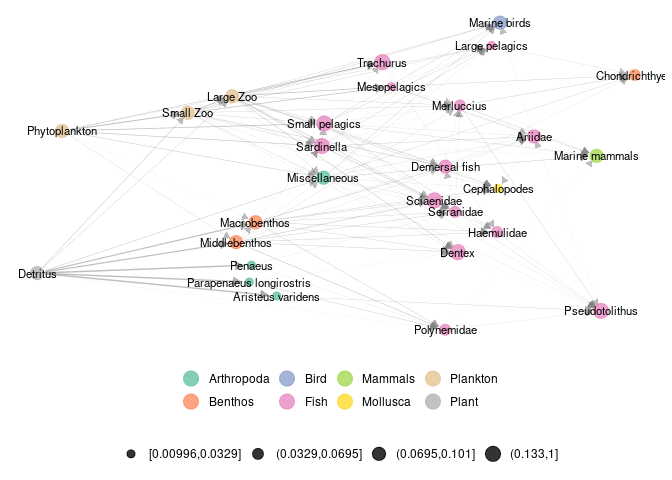 Marine birds
Large pelagics
Trachurus
Chondrichthye
Mesopelagics
Large Zoo
Merluccius
Small Zoo
Small pelagics
Phytoplankton
Ariidae
Sardinella
Marine mammals
Demersal fish
Miscellaneous
Cephalopodes
Sciaenidae
Serranidae
Macrobenthos
Haemulidae
Middlebenthos
Dentex
Penaeus
Detritus
Parapenaeus longirostris
Aristeus varidens
Pseudotolithus
Polynemidae
Arthropoda Bird Mammals Plankton
Benthos Fish Mollusca Plant
[0.00996,0.0329] (0.0329,0.0695] (0.0695,0.101] (0.133,1]